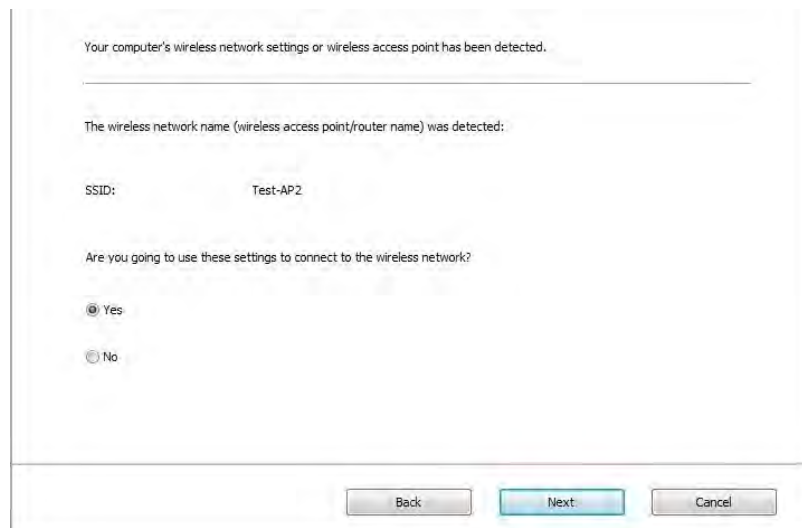 Your computer's wireless network settings or wireless access point has been detected.
The wireless network name (wireless access point/router name) was detected:
SSID: Test-AP2
Are you going to use these settings to connect to the wireless network?
Yes
No
Back Next Cancel